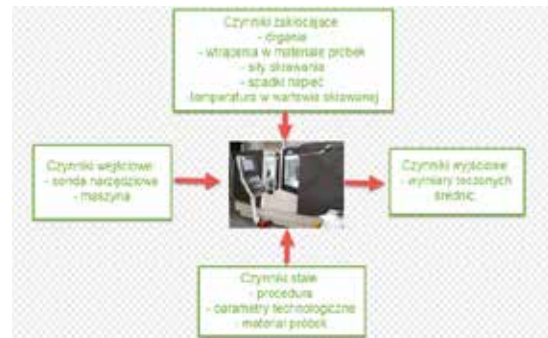 Czynniki zakłócające
- drgania
- wtrącenia w materiale próbek
- siły skrawania
- spadki napięć
temperatura w warstwie skrawanej
Czynniki wejściowe
- sonda narzędziowa
- maszyna
Czynniki wyjściowe
- wymiary toczonych
średnic
Czynniki stałe
- procedura
- parametry technologiczne
- materiał próbek